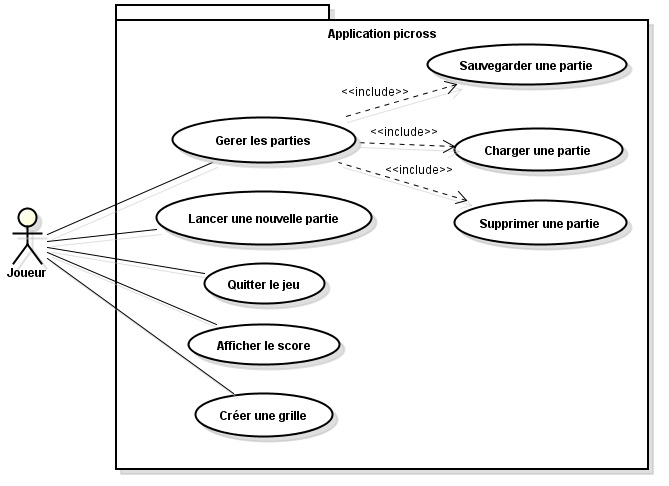 Application picross
Sauvegarder une partie
<<include>>
Gerer les parties
<<include>>
Charger une partie
<<include>>
Lancer une nouvelle partie
Supprimer une partie
Joueur
Quitter le jeu
Afficher le score
Créer une grille